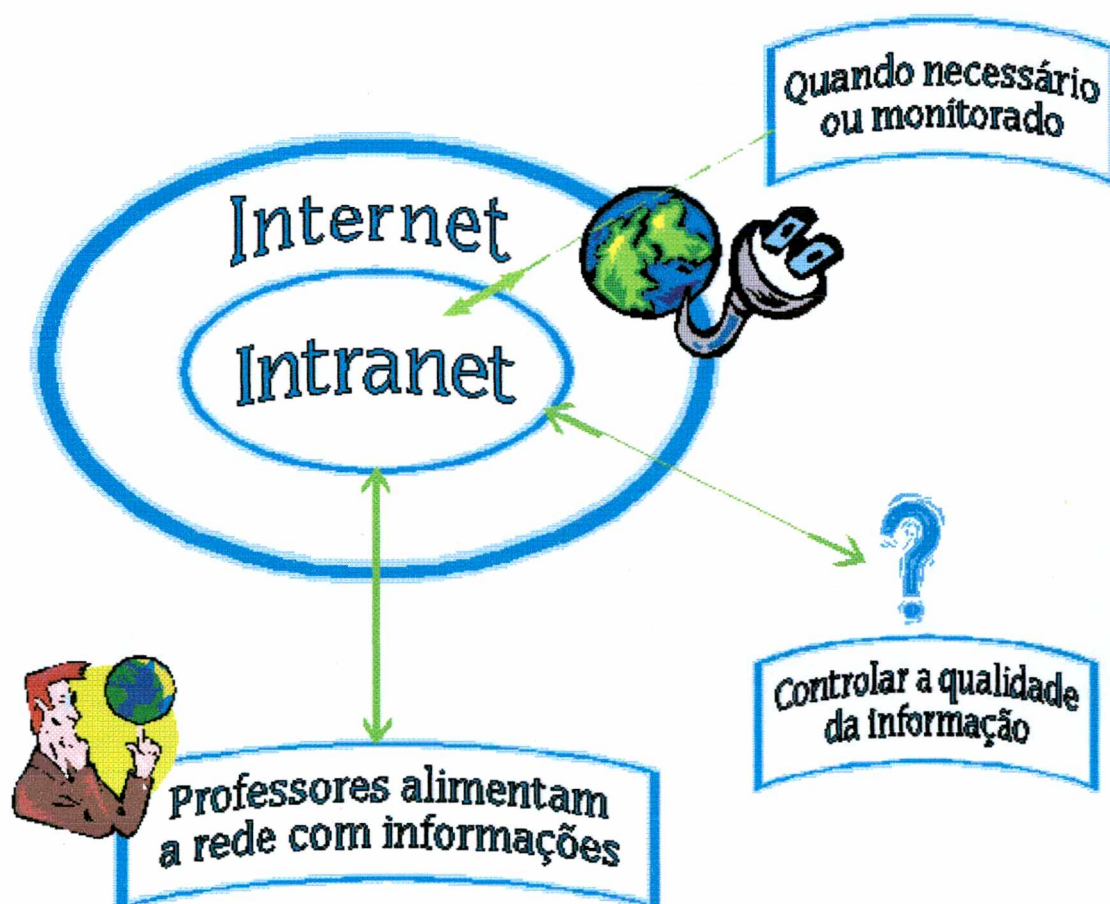 Quando necessário
ou monitorado
Internet
Intranet
Controlar a qualidade
da informação
Professores alimentam
a rede com informações